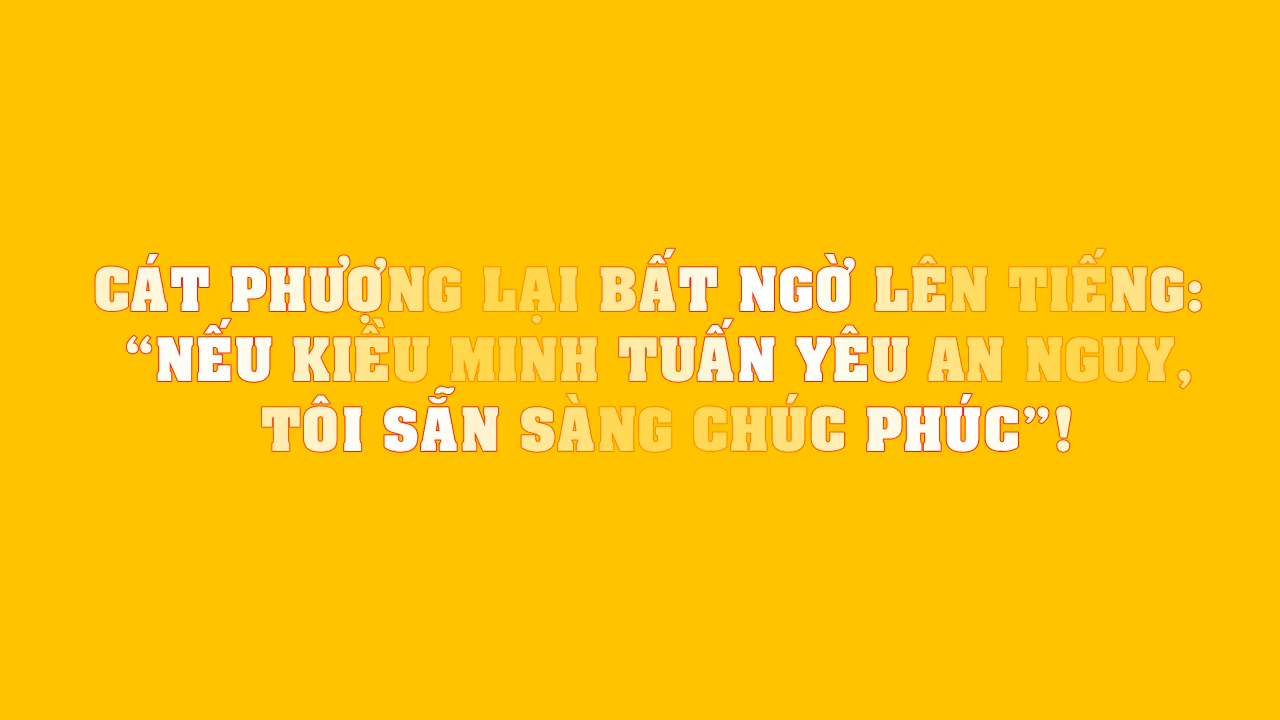 CÁT PHƯỢNG LẠI BẤT NGỜ LÊN TIẾNG:
“NẾU KIỀU MINH TUẤN YÊU AN NGUY,
TÔI SẴN SÀNG CHÚC PHÚC”!